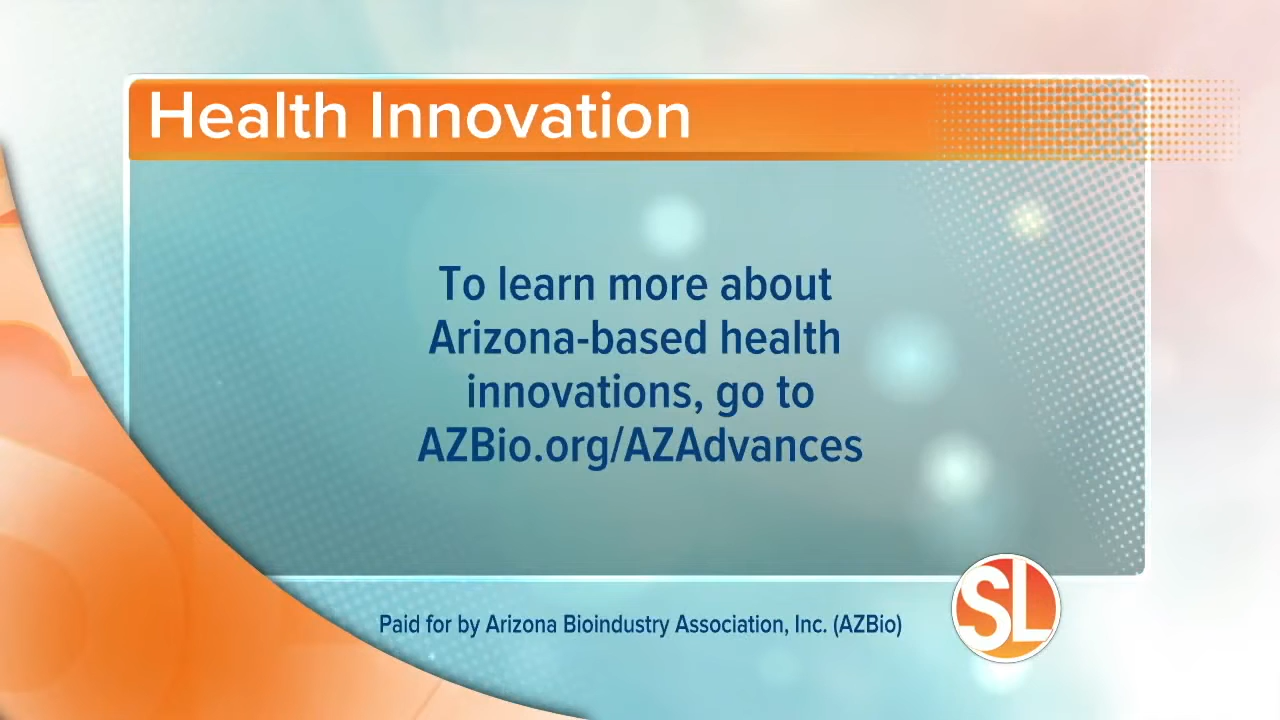 Health Innovation
To learn more about
Arizona-based health
innovations, go to
AZBio.org/AZAdvances
Paid for by Arizona Bioindustry Association, Inc. (AZBio)
SL